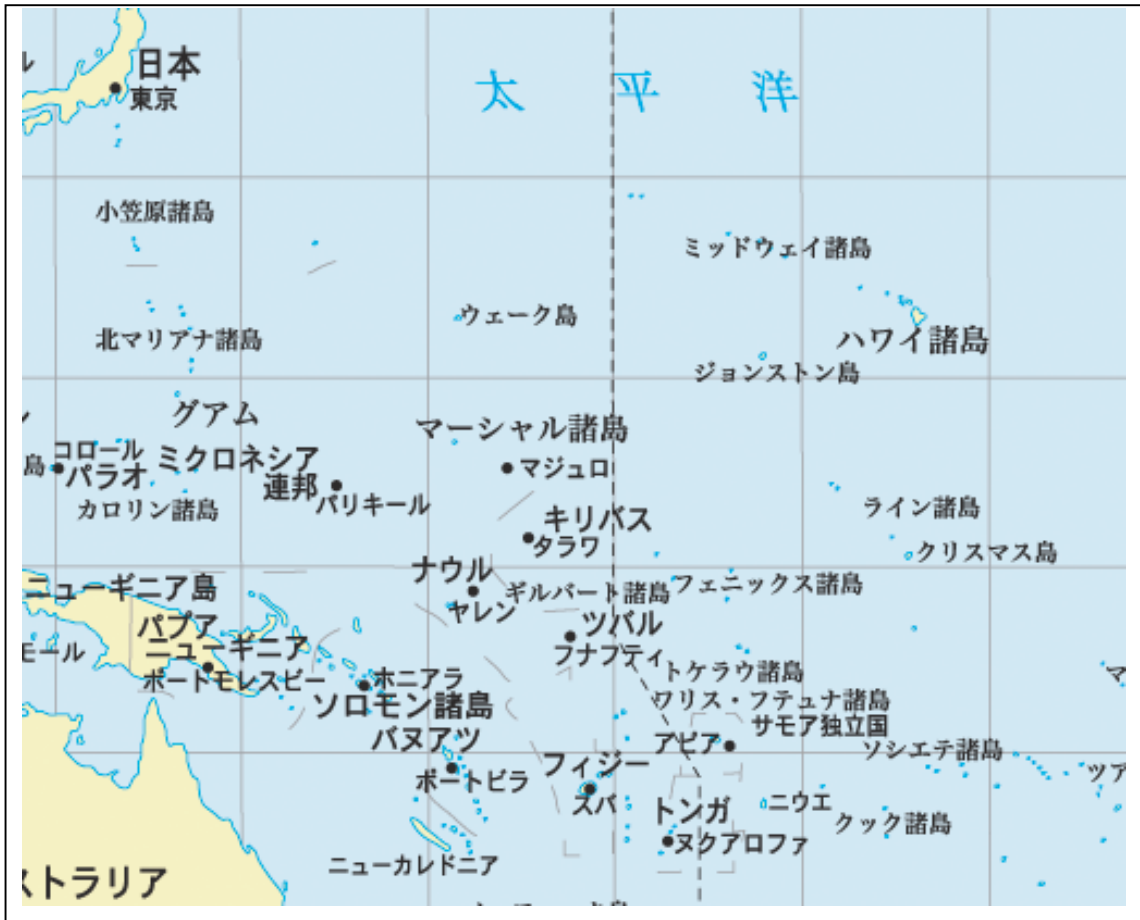 ル
日本
東京
太平洋
小笠原諸島
ミッドウェイ諸島
ウェーク島
北マリアナ諸島
ハワイ諸島
ジョンストン島
グアム
マーシャル諸島
コロール
島
パラオ
ミクロネシア
連邦
パリキール
マジュロ
カロリン諸島
キリバス
タラワ
ライン諸島
クリスマス島
ナウル
ヤレン
ギルバート諸島
フェニックス諸島
ニューギニア島
パプア
ニューギニア
ポートモレスビー
モール
ツバル
フナフティ
トケラウ諸島
ホニアラ
ソロモン諸島
ワリス・フテュナ諸島
サモア独立国
アピア
バヌアツ
ポートビラ
フィジー
スバ
ソシエテ諸島
マ
ツア
トンガ
ヌクアロファ
ニウエ
クック諸島
ニューカレドニア
ストラリア